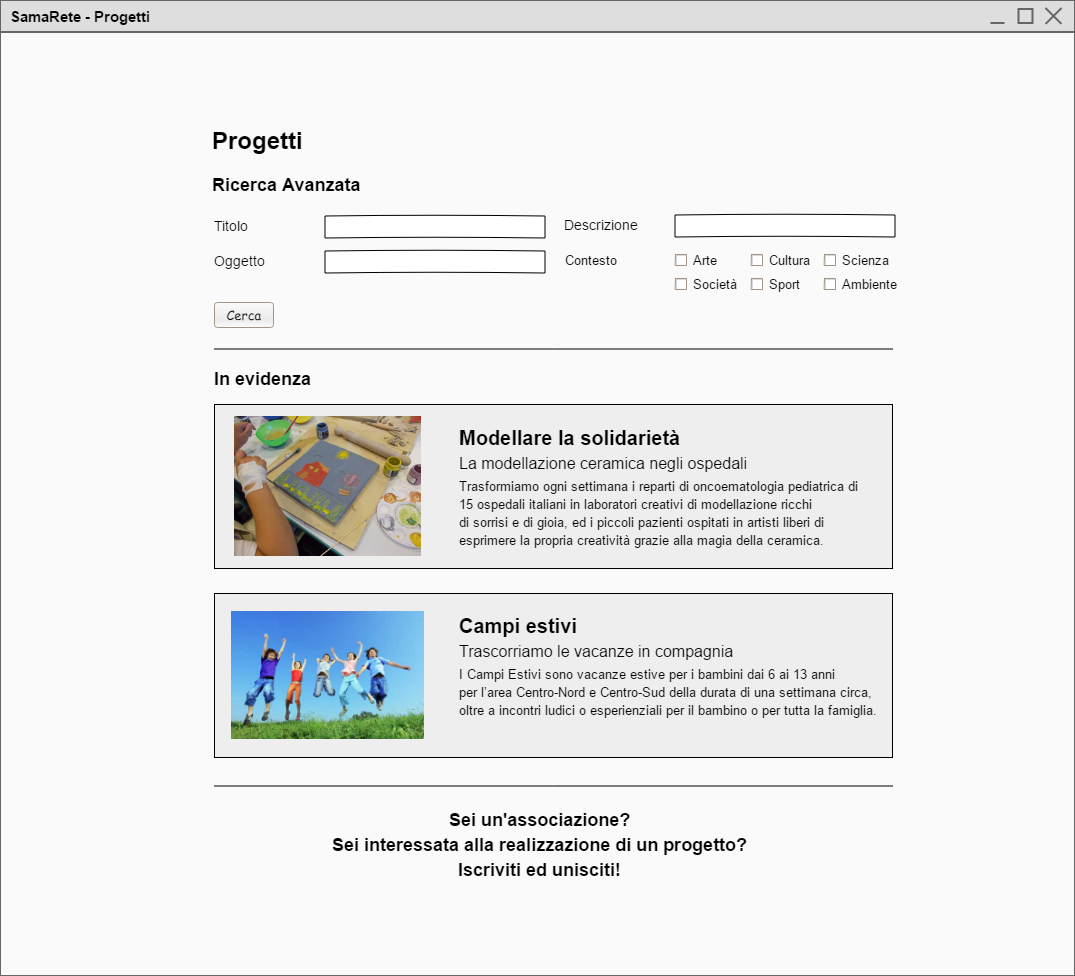 SamaRete - Progetti
Progetti
Ricerca Avanzata
Titolo
Descrizione
Oggetto
Contesto
Arte
Cultura
Scienza
Società
Sport
Ambiente
Cerca
In evidenza
Modellare la solidarietà
La modellazione ceramica negli ospedali
Trasformiamo ogni settimana i reparti di oncoematologia pediatrica di
15 ospedali italiani in laboratori creativi di modellazione ricchi
di sorrisi e di gioia, ed i piccoli pazienti ospitati in artisti liberi di
esprimere la propria creatività grazie alla magia della ceramica.
Campi estivi
Trascorriamo le vacanze in compagnia
I Campi Estivi sono vacanze estive per i bambini dai 6 ai 13 anni
per l'area Centro-Nord e Centro-Sud della durata di una settimana circa,
oltre a incontri ludici o esperienziali per il bambino o per tutta la famiglia.
Sei un'associazione?
Sei interessata alla realizzazione di un progetto?
Iscriviti ed unisciti!